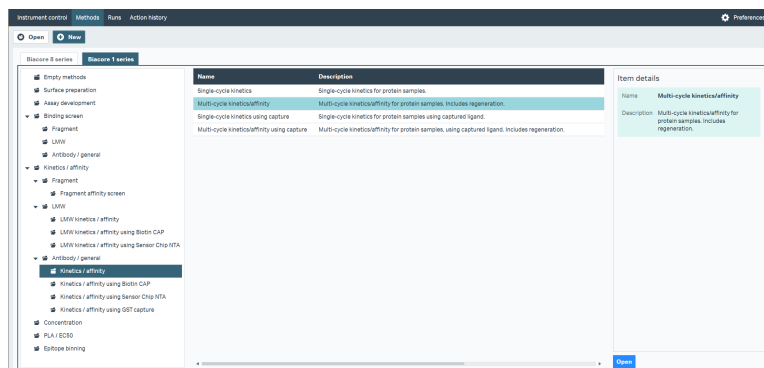 Instrument control Methods Runs Action history Preferences
Open New
Biacore 8 series Biacore 1 series
Empty methods
Surface preparation
Assay development
Binding screen
Fragment
LMW
Antibody / general
Kinetics / affinity
Fragment
Fragment affinity screen
LMW
LMW kinetics / affinity
LMW kinetics / affinity using Biotin CAP
LMW kinetics / affinity using Sensor Chip NTA
Antibody / general
Kinetics / affinity
Kinetics / affinity using Biotin CAP
Kinetics / affinity using Sensor Chip NTA
Kinetics / affinity using GST capture
Concentration
PLA / EC50
Epitope binning
Name Description
Single-cycle kinetics Single-cycle kinetics for protein samples.
Multi-cycle kinetics/affinity Multi-cycle kinetics/affinity for protein samples. Includes regeneration.
Single-cycle kinetics using capture Single-cycle kinetics for protein samples using captured ligand.
Multi-cycle kinetics/affinity using capture Multi-cycle kinetics/affinity for protein samples, using captured ligand. Includes regeneration.
Item details
Name Multi-cycle kinetics/affinity
Description Multi-cycle kinetics/affinity for
protein samples. Includes
regeneration.
Open